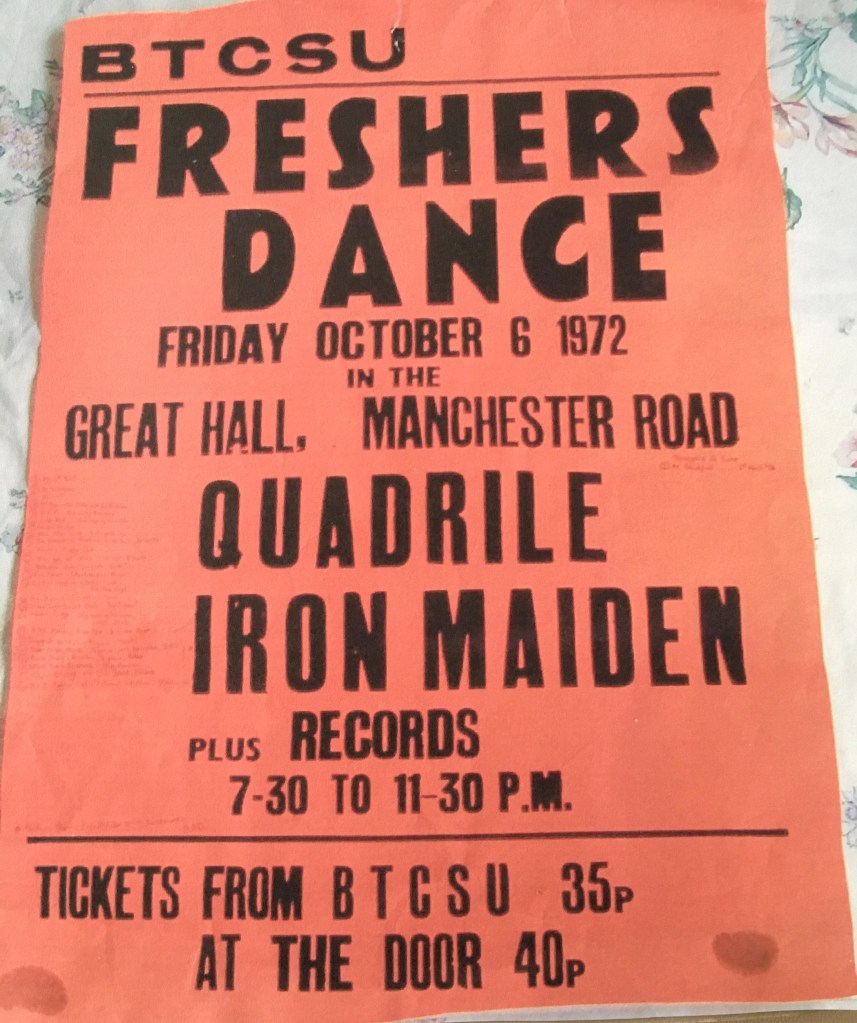 BTCSU
FRESHERS
DANCE
FRIDAY OCTOBER 6 1972
IN THE
GREAT HALL, MANCHESTER ROAD
QUADRILE
IRON MAIDEN
PLUS RECORDS
7-30 TO 11-30 P.M.
TICKETS FROM B T C S U 35P
AT THE DOOR 40P